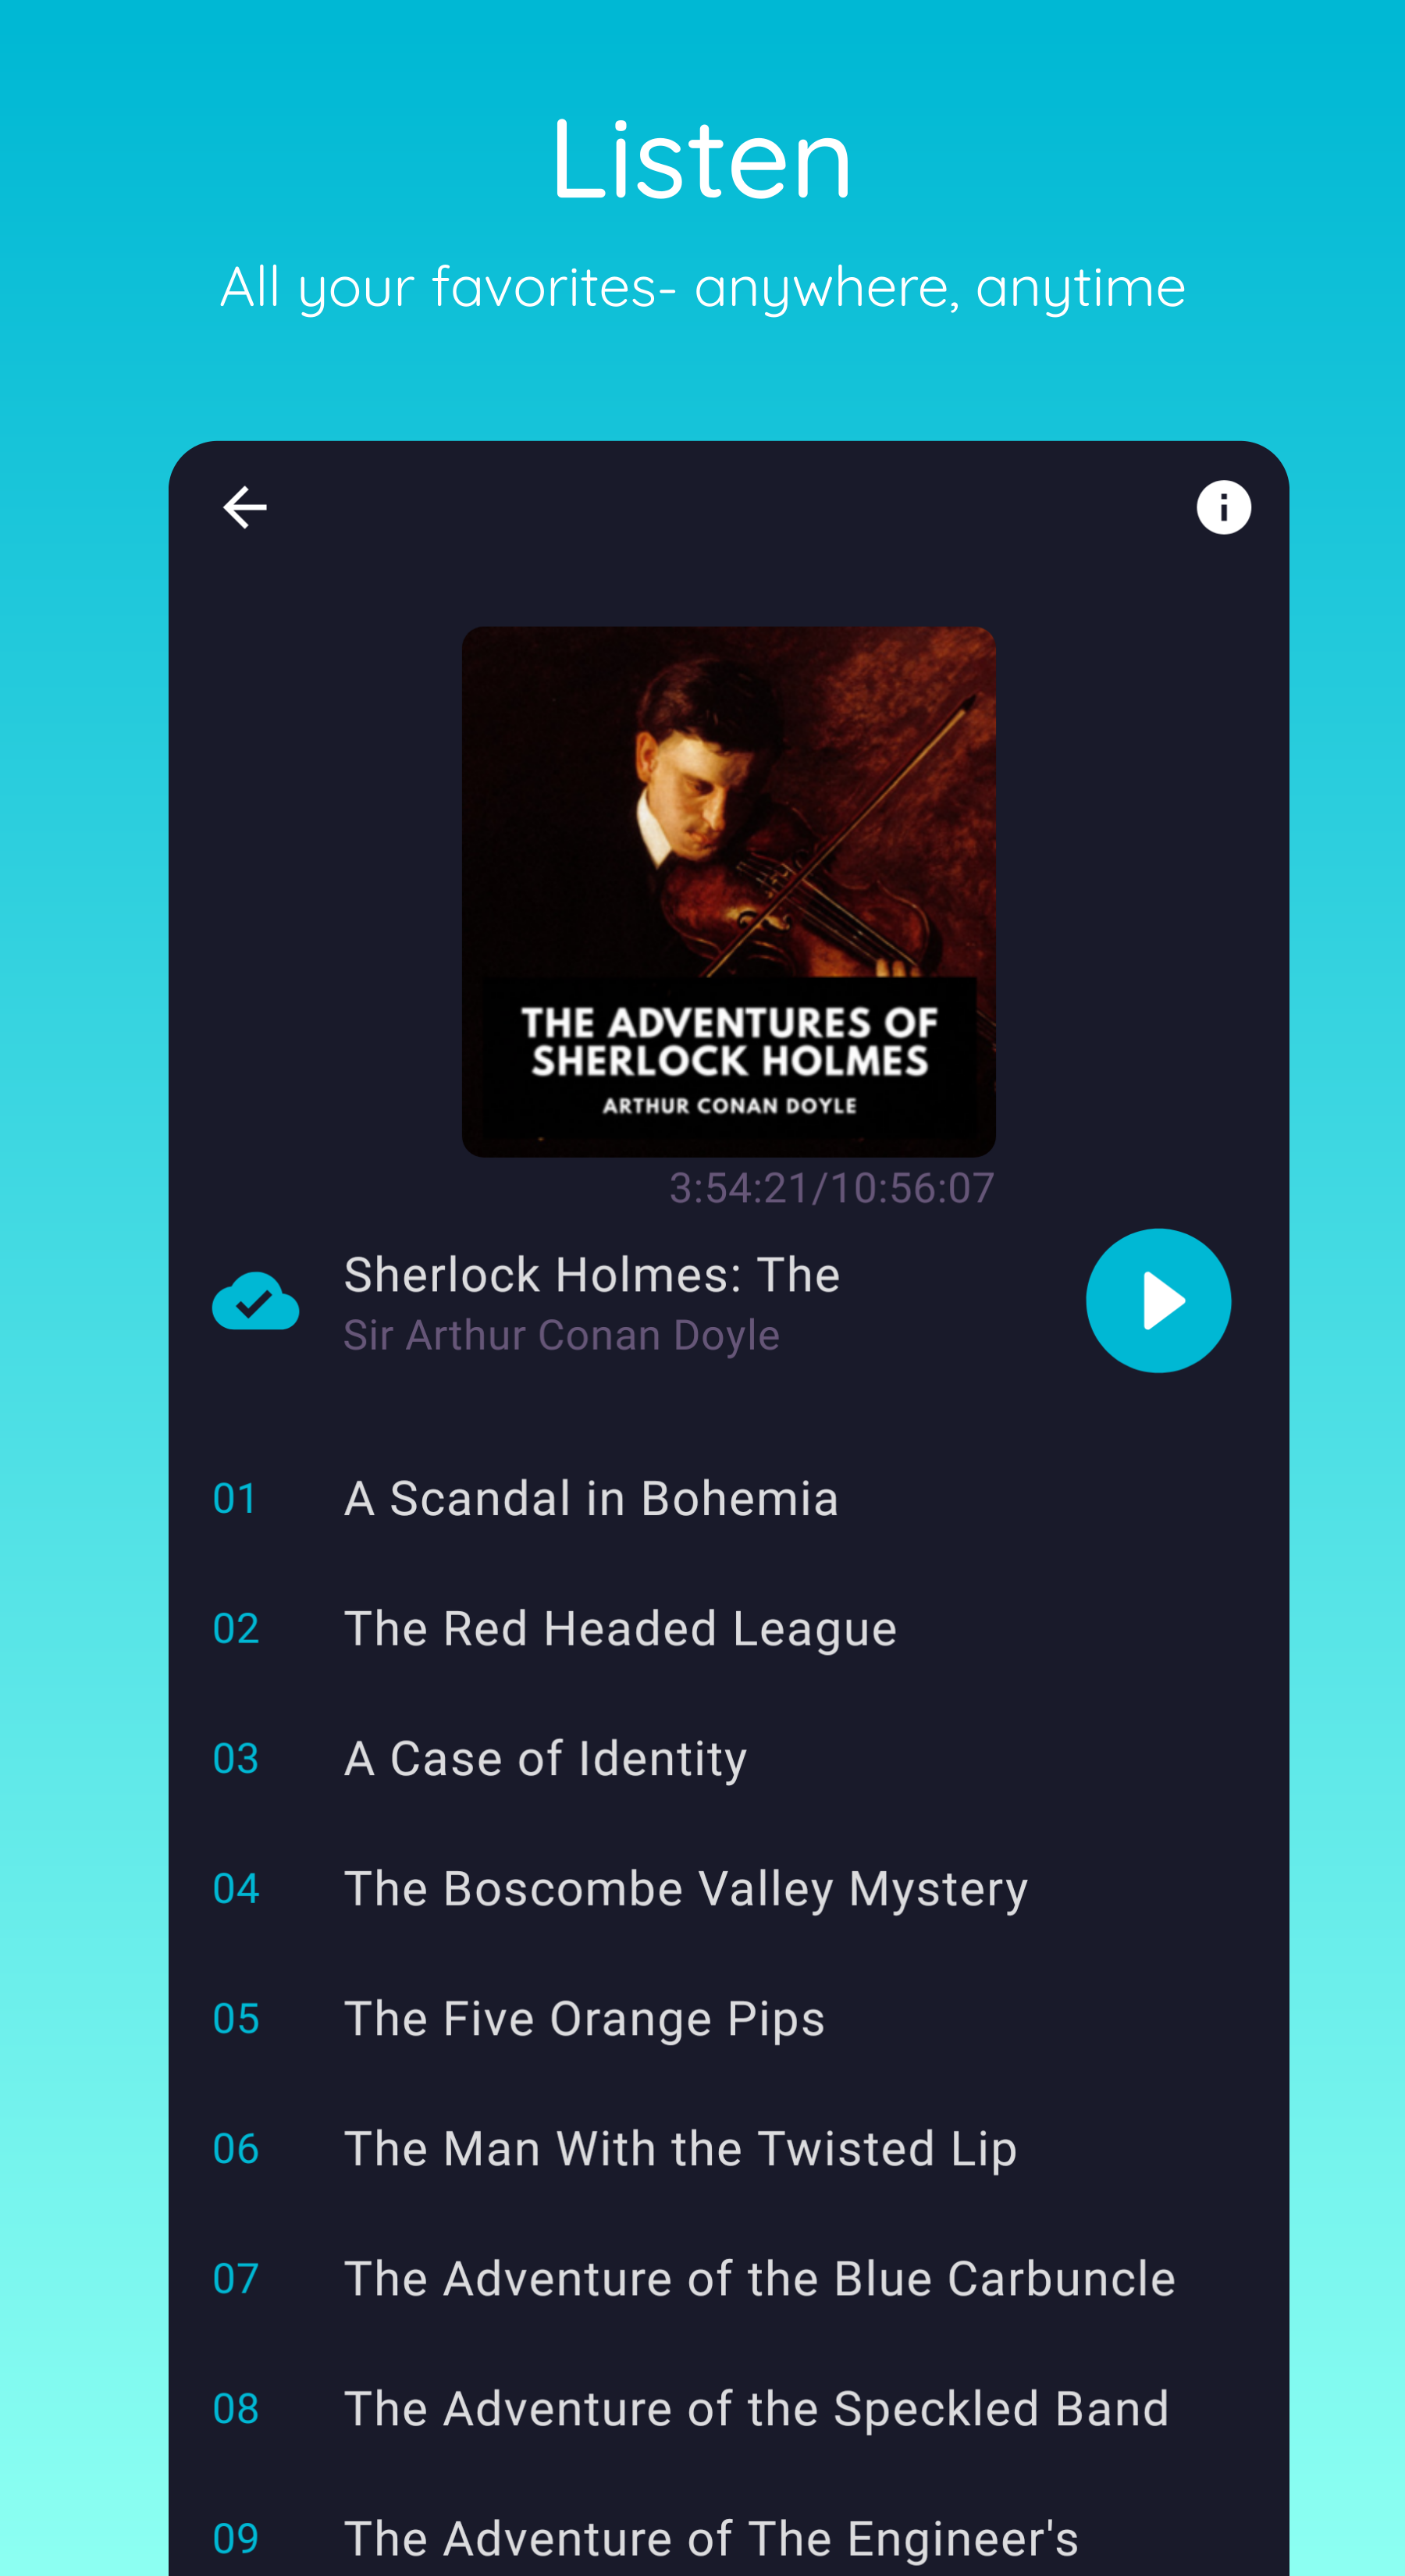 Listen
All your favorites- anywhere, anytime
THE ADVENTURES OF
SHERLOCK HOLMES
ARTHUR CONAN DOYLE
3:54:21/10:56:07
Sherlock Holmes: The
Sir Arthur Conan Doyle
01 A Scandal in Bohemia
02 The Red Headed League
03 A Case of Identity
04 The Boscombe Valley Mystery
05 The Five Orange Pips
06 The Man With the Twisted Lip
07 The Adventure of the Blue Carbuncle
08 The Adventure of the Speckled Band
09 The Adventure of The Engineer's